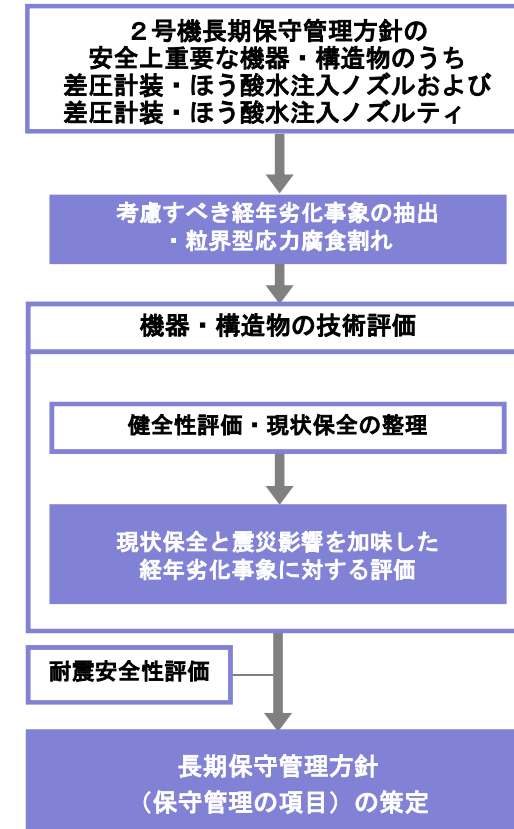 ２号機長期保守管理方針の
安全上重要な機器・構造物のうち
差圧計装・ほう酸水注入ノズルおよび
差圧計装・ほう酸水注入ノズルティ
考慮すべき経年劣化事象の抽出
・粒界型応力腐食割れ
機器・構造物の技術評価
健全性評価・現状保全の整理
現状保全と震災影響を加味した
経年劣化事象に対する評価
耐震安全性評価
長期保守管理方針
（保守管理の項目）の策定